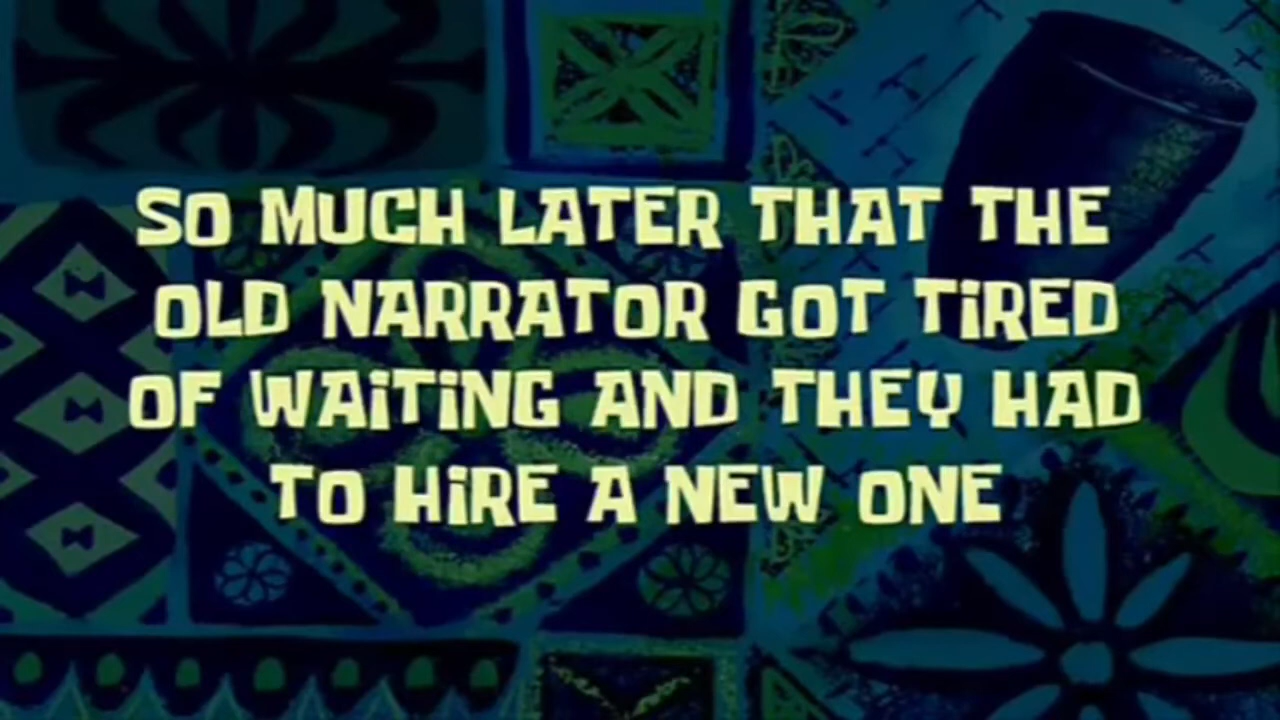 SO MUCH LATER THAT THE
OLD NARRATOR GOT TiRED
OF WAiTiNG AND THEY HAD
TO HiRE A NEW ONE